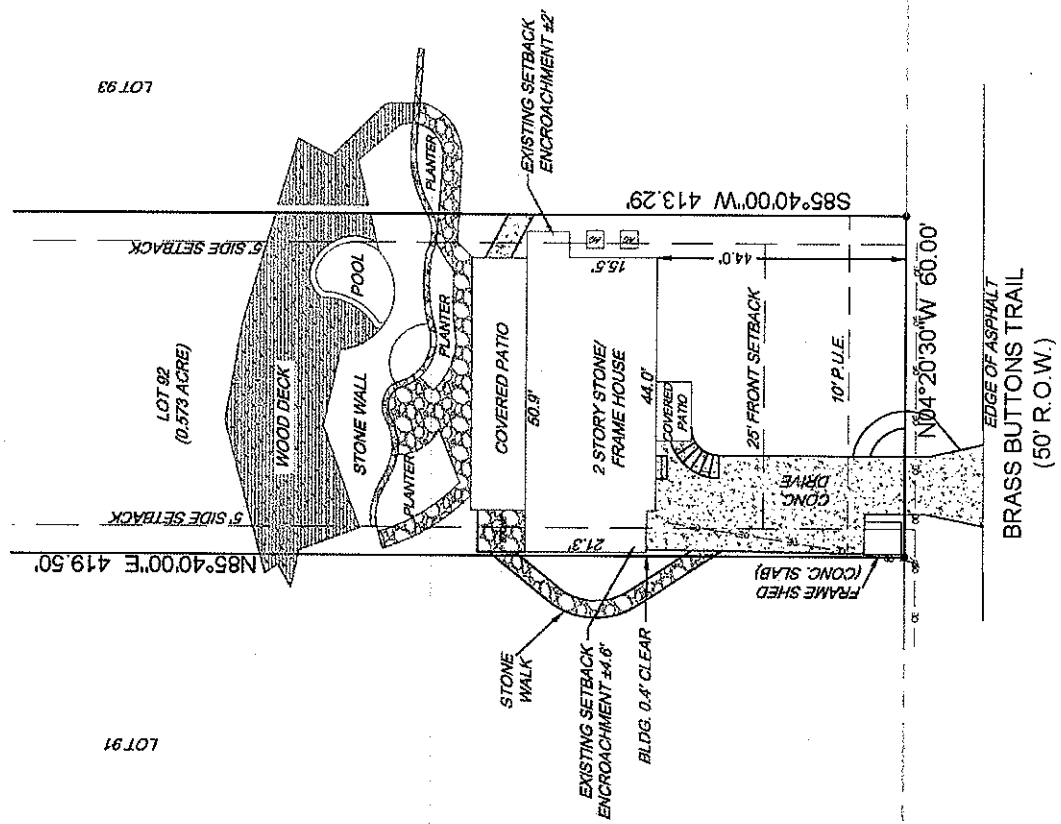 LOT 93
LOT 92
(0.573 ACRE)
LOT 91
5' SIDE SETBACK
5' SIDE SETBACK
WOOD DECK
POOL
STONE WALL
PLANTER
PLANTER
PLANTER
EXISTING SETBACK
ENCROACHMENT ±2'
S85°40'00"W 413.29'
N85°40'00"E 419.50'
COVERED PATIO
50.9'
2 STORY STONE/
FRAME HOUSE
44.0'
15.5'
21.3'
AC
AC
44.0'
COVERED
PATIO
25' FRONT SETBACK
10' P.U.E.
CONC.
DRIVE
STONE
WALK
EXISTING SETBACK
ENCROACHMENT ±4.6'
BLDG. 0.4' CLEAR
FRAME SHED
(CONC. SLAB)
N04°20'30"W 60.00'
EDGE OF ASPHALT
BRASS BUTTONS TRAIL
(50' R.O.W.)